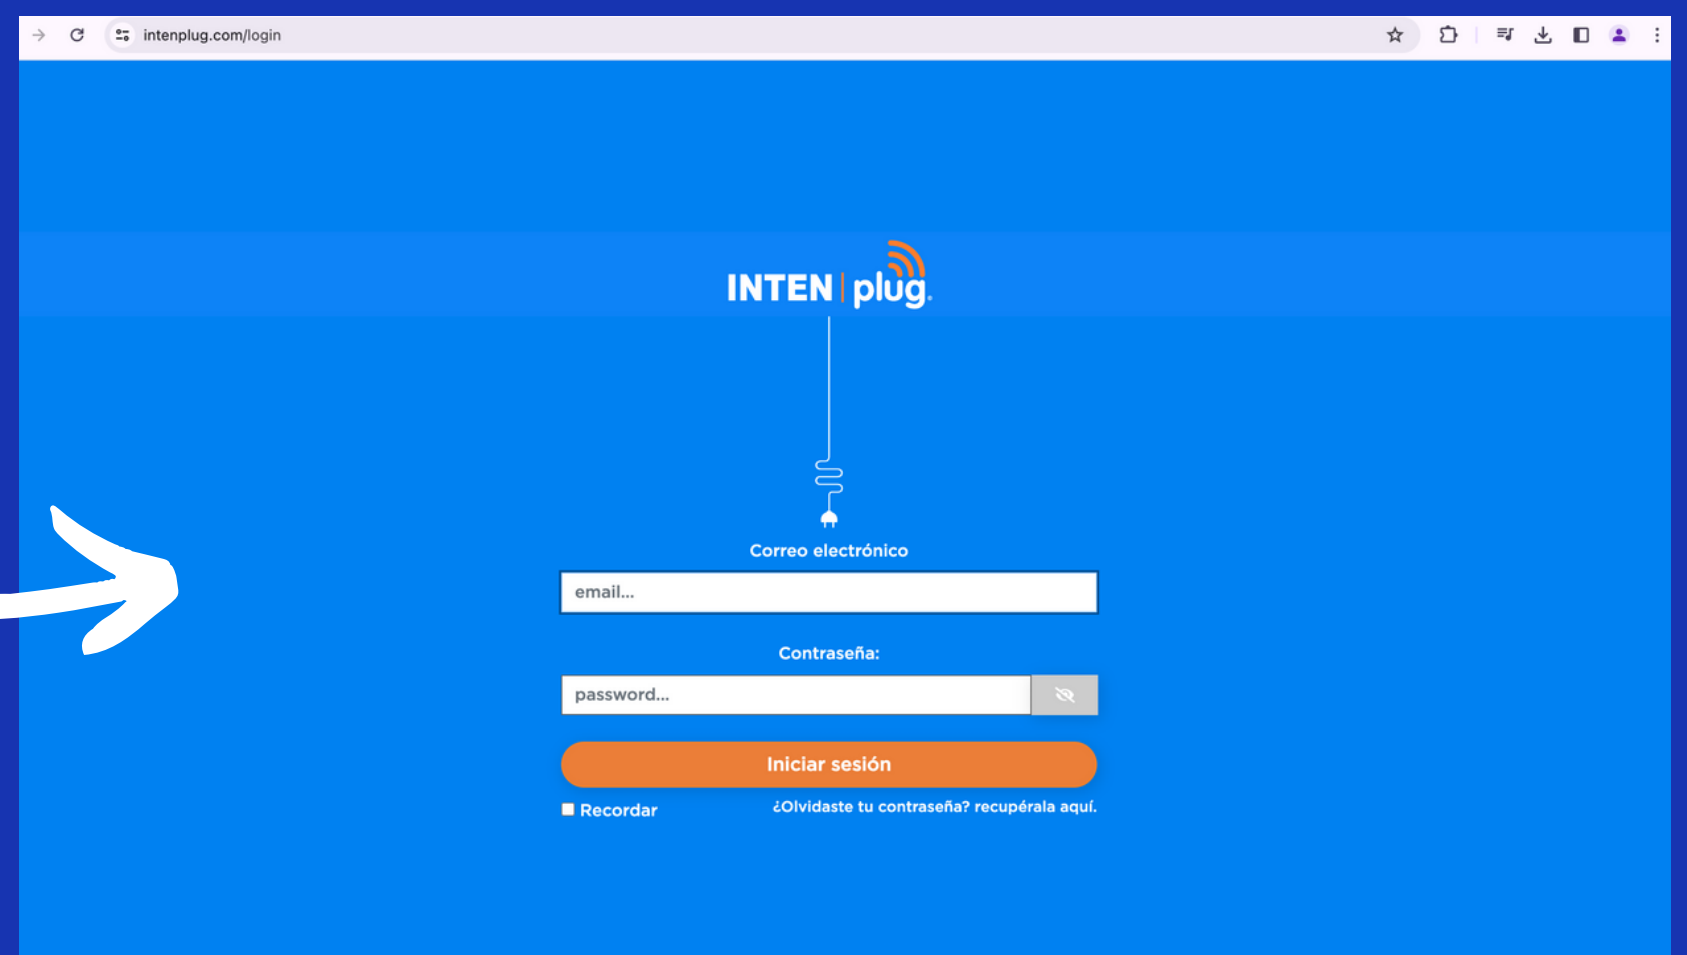 intenplug.com/login
INTEN | plug.
Correo electrónico
email...
Contraseña:
password...
Iniciar sesión
Recordar
¿Olvidaste tu contraseña? recupérala aquí.